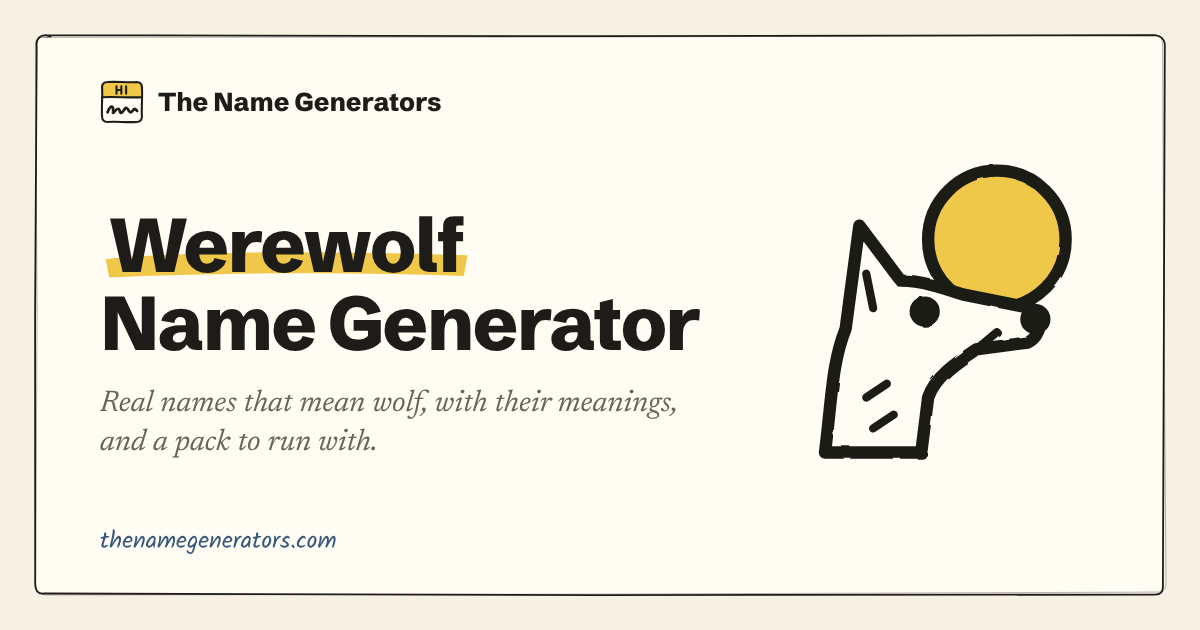 HI
The Name Generators
Werewolf
Name Generator
Real names that mean wolf, with their meanings,
and a pack to run with.
thenamegenerators.com